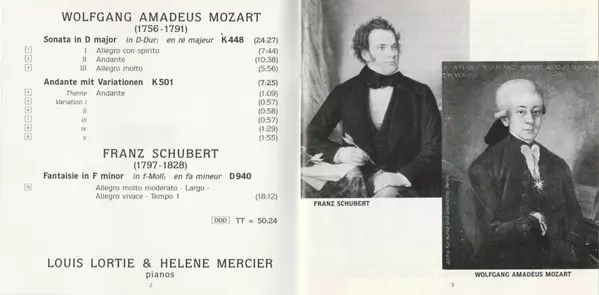 WOLFGANG AMADEUS MOZART
(1756-1791)
Sonata in D major in D-Dur; en ré majeur K448 (24:27)
1 I Allegro con spirito (7:44)
2 II Andante (10:38)
3 III Allegro molto (5:56)
Andante mit Variationen K501 (7:25)
4 Theme Andante (1:09)
5 Variation i (0:57)
6 ii (0:58)
7 iii (0:57)
8 iv (1:29)
9 v (1:55)
FRANZ SCHUBERT
(1797-1828)
Fantaisie in F minor in f-Moll; en fa mineur D940
10 Allegro molto moderato - Largo -
Allegro vivace - Tempo 1 (18:12)
DDD TT = 50:24
LOUIS LORTIE & HELENE MERCIER
pianos
2
FRANZ SCHUBERT
WOLFGANG AMADEUS MOZART
3